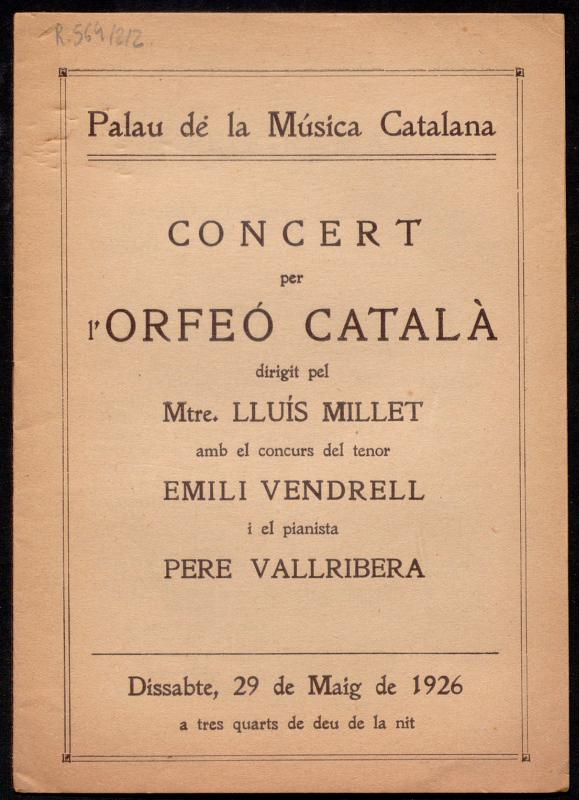 R.569/212.
Palau de la Música Catalana
CONCERT
per
l'ORFEÓ CATALÀ
dirigit pel
Mtre. LLUÍS MILLET
amb el concurs del tenor
EMILI VENDRELL
i el pianista
PERE VALLRIBERA
Dissabte, 29 de Maig de 1926
a tres quarts de deu de la nit